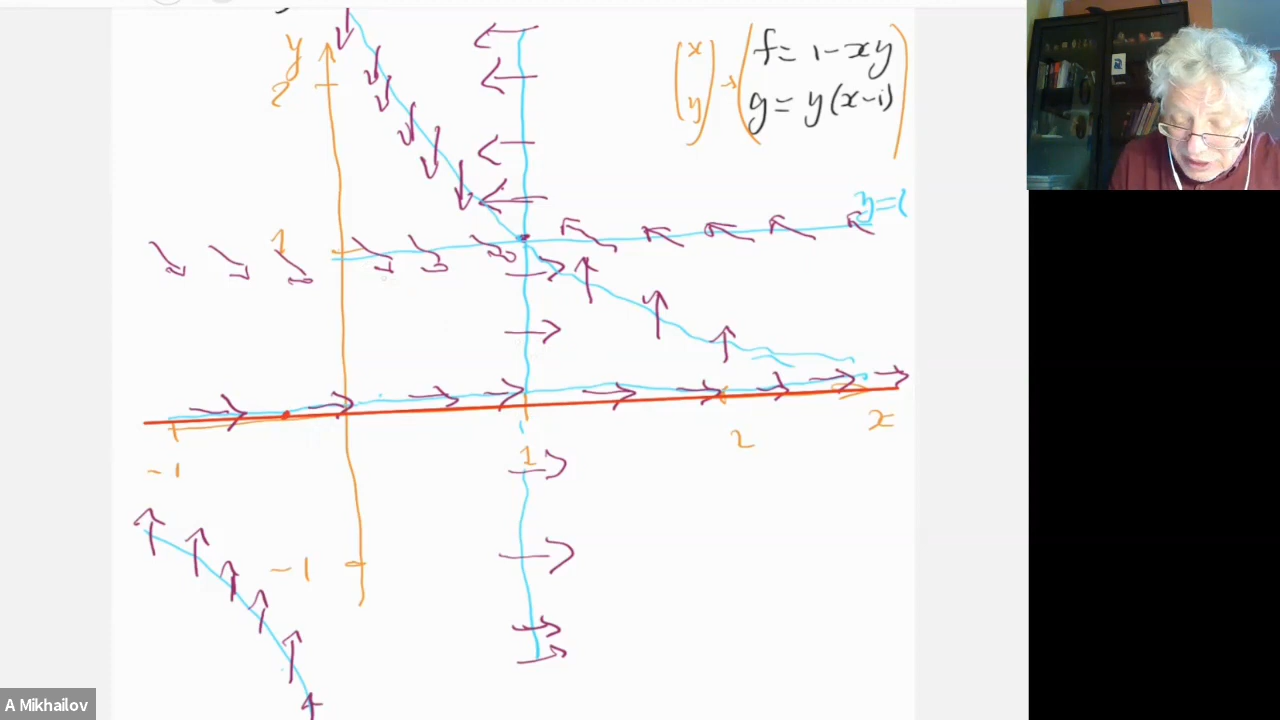 y
2
1
-1
-1
1
2
x
(x y) → (f = 1 - xy
g = y(x-1))
y=1
A Mikhailov